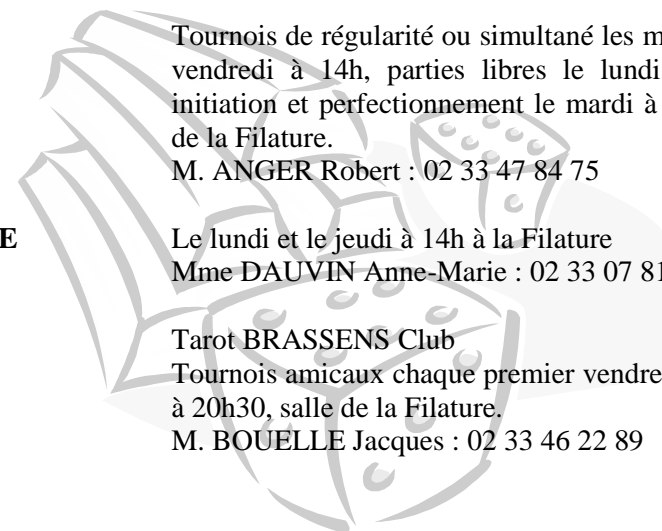 Tournois de régularité ou simultané les m
vendredi à 14h, parties libres le lundi
initiation et perfectionnement le mardi à
de la Filature.
M. ANGER Robert : 02 33 47 84 75
E Le lundi et le jeudi à 14h à la Filature
Mme DAUVIN Anne-Marie : 02 33 07 81
Tarot BRASSENS Club
Tournois amicaux chaque premier vendre
à 20h30, salle de la Filature.
M. BOUELLE Jacques : 02 33 46 22 89